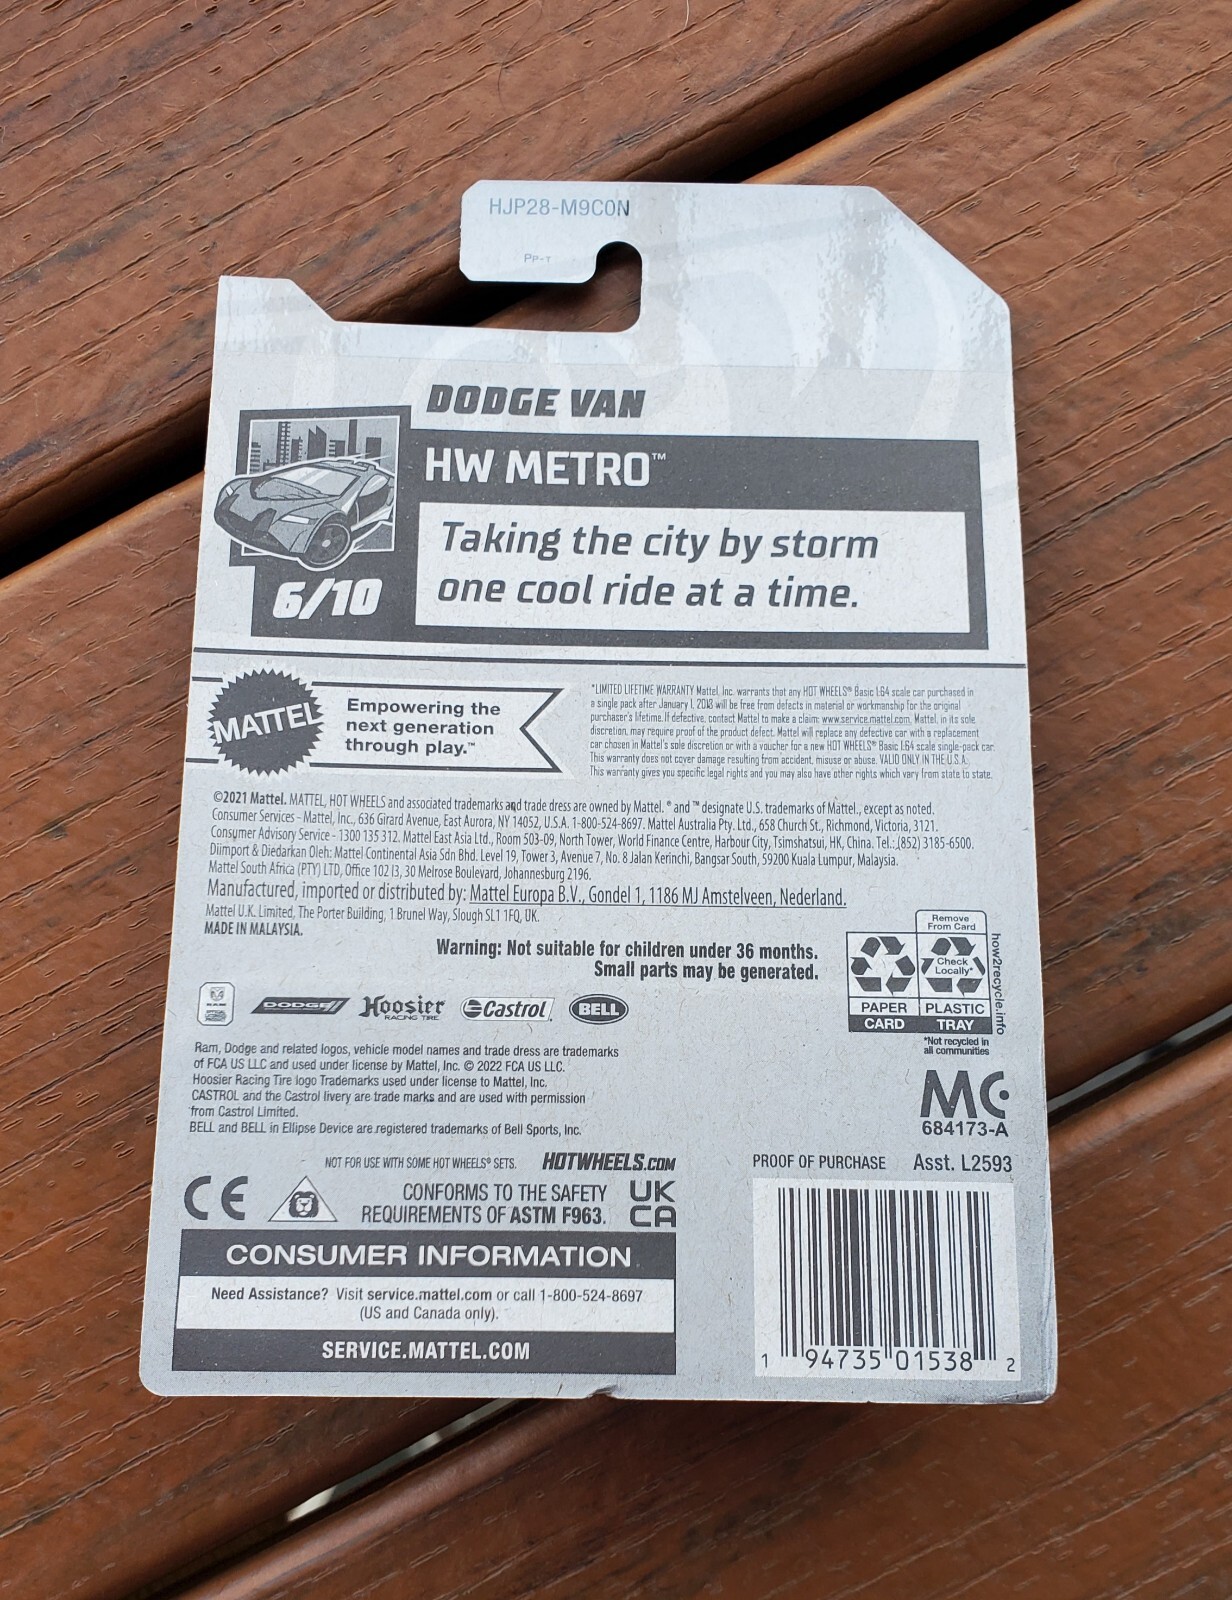 HJP28-M9C0N
PP-T
DODGE VAN
HW METRO™
Taking the city by storm
one cool ride at a time.
6/10
MATTEL
Empowering the
next generation
through play.™
*LIMITED LIFETIME WARRANTY Mattel, Inc. warrants that any HOT WHEELS® Basic 1:64 scale car purchased in
a single pack after January 1, 2018 will be free from defects in material or workmanship for the original
purchaser's lifetime. If defective, contact Mattel to make a claim: www.service.mattel.com. Mattel, in its sole
discretion, may require proof of the product defect. Mattel will replace any defective car with a replacement
car chosen in Mattel's sole discretion or with a voucher for a new HOT WHEELS® Basic 1:64 scale single-pack car.
This warranty does not cover damage resulting from accident, misuse or abuse. VALID ONLY IN THE U.S.A.
This warranty gives you specific legal rights and you may also have other rights which vary from state to state.
©2021 Mattel. MATTEL, HOT WHEELS and associated trademarks and trade dress are owned by Mattel. ® and ™ designate U.S. trademarks of Mattel., except as noted.
Consumer Services – Mattel, Inc., 636 Girard Avenue, East Aurora, NY 14052, U.S.A. 1-800-524-8697. Mattel Australia Pty. Ltd., 658 Church St., Richmond, Victoria, 3121.
Consumer Advisory Service - 1300 135 312. Mattel East Asia Ltd., Room 503-09, North Tower, World Finance Centre, Harbour City, Tsimshatsui, HK, China. Tel.: (852) 3185-6500.
Diimport & Diedarkan Oleh: Mattel Continental Asia Sdn Bhd. Level 19, Tower 3, Avenue 7, No. 8 Jalan Kerinchi, Bangsar South, 59200 Kuala Lumpur, Malaysia.
Mattel South Africa (PTY) LTD, Office 102 I3, 30 Melrose Boulevard, Johannesburg 2196.
Manufactured, imported or distributed by: Mattel Europa B.V., Gondel 1, 1186 MJ Amstelveen, Nederland.
Mattel U.K. Limited, The Porter Building, 1 Brunel Way, Slough SL1 1FQ, UK.
MADE IN MALAYSIA.
Warning: Not suitable for children under 36 months.
Small parts may be generated.
Remove
From Card
Check
Locally*
PAPER PLASTIC
CARD TRAY
how2recycle.info
*Not recycled in
all communities
RAM DODGE Hoosier RACING TIRE Castrol BELL
Ram, Dodge and related logos, vehicle model names and trade dress are trademarks
of FCA US LLC and used under license by Mattel, Inc. © 2022 FCA US LLC.
Hoosier Racing Tire logo Trademarks used under license to Mattel, Inc.
CASTROL and the Castrol livery are trade marks and are used with permission
from Castrol Limited.
BELL and BELL in Ellipse Device are registered trademarks of Bell Sports, Inc.
MC
684173-A
NOT FOR USE WITH SOME HOT WHEELS® SETS. HOTWHEELS.COM
PROOF OF PURCHASE Asst. L2593
CE
CONFORMS TO THE SAFETY
REQUIREMENTS OF ASTM F963.
UK
CA
CONSUMER INFORMATION
Need Assistance? Visit service.mattel.com or call 1-800-524-8697
(US and Canada only).
SERVICE.MATTEL.COM
1 94735 01538 2